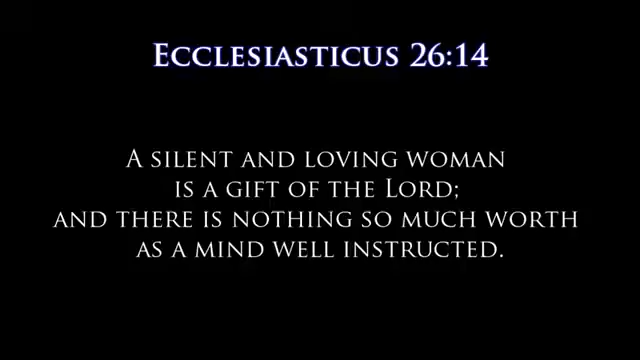 Ecclesiasticus 26:14
A silent and loving woman
is a gift of the Lord;
and there is nothing so much worth
as a mind well instructed.